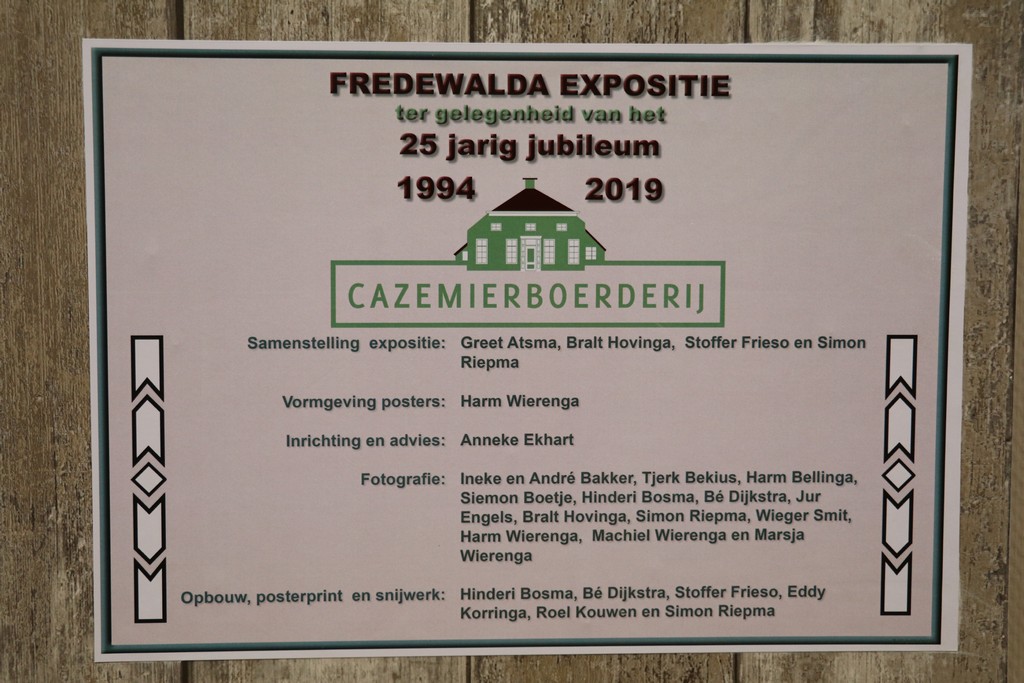 FREDEWALDA EXPOSITIE
ter gelegenheid van het
25 jarig jubileum
1994 2019
CAZEMIERBOERDERIJ
Samenstelling expositie: Greet Atsma, Bralt Hovinga, Stoffer Frieso en Simon
Riepma
Vormgeving posters: Harm Wierenga
Inrichting en advies: Anneke Ekhart
Fotografie: Ineke en André Bakker, Tjerk Bekius, Harm Bellinga,
Siemon Boetje, Hinderi Bosma, Bé Dijkstra, Jur
Engels, Bralt Hovinga, Simon Riepma, Wieger Smit,
Harm Wierenga, Machiel Wierenga en Marsja
Wierenga
Opbouw, posterprint en snijwerk: Hinderi Bosma, Bé Dijkstra, Stoffer Frieso, Eddy
Korringa, Roel Kouwen en Simon Riepma